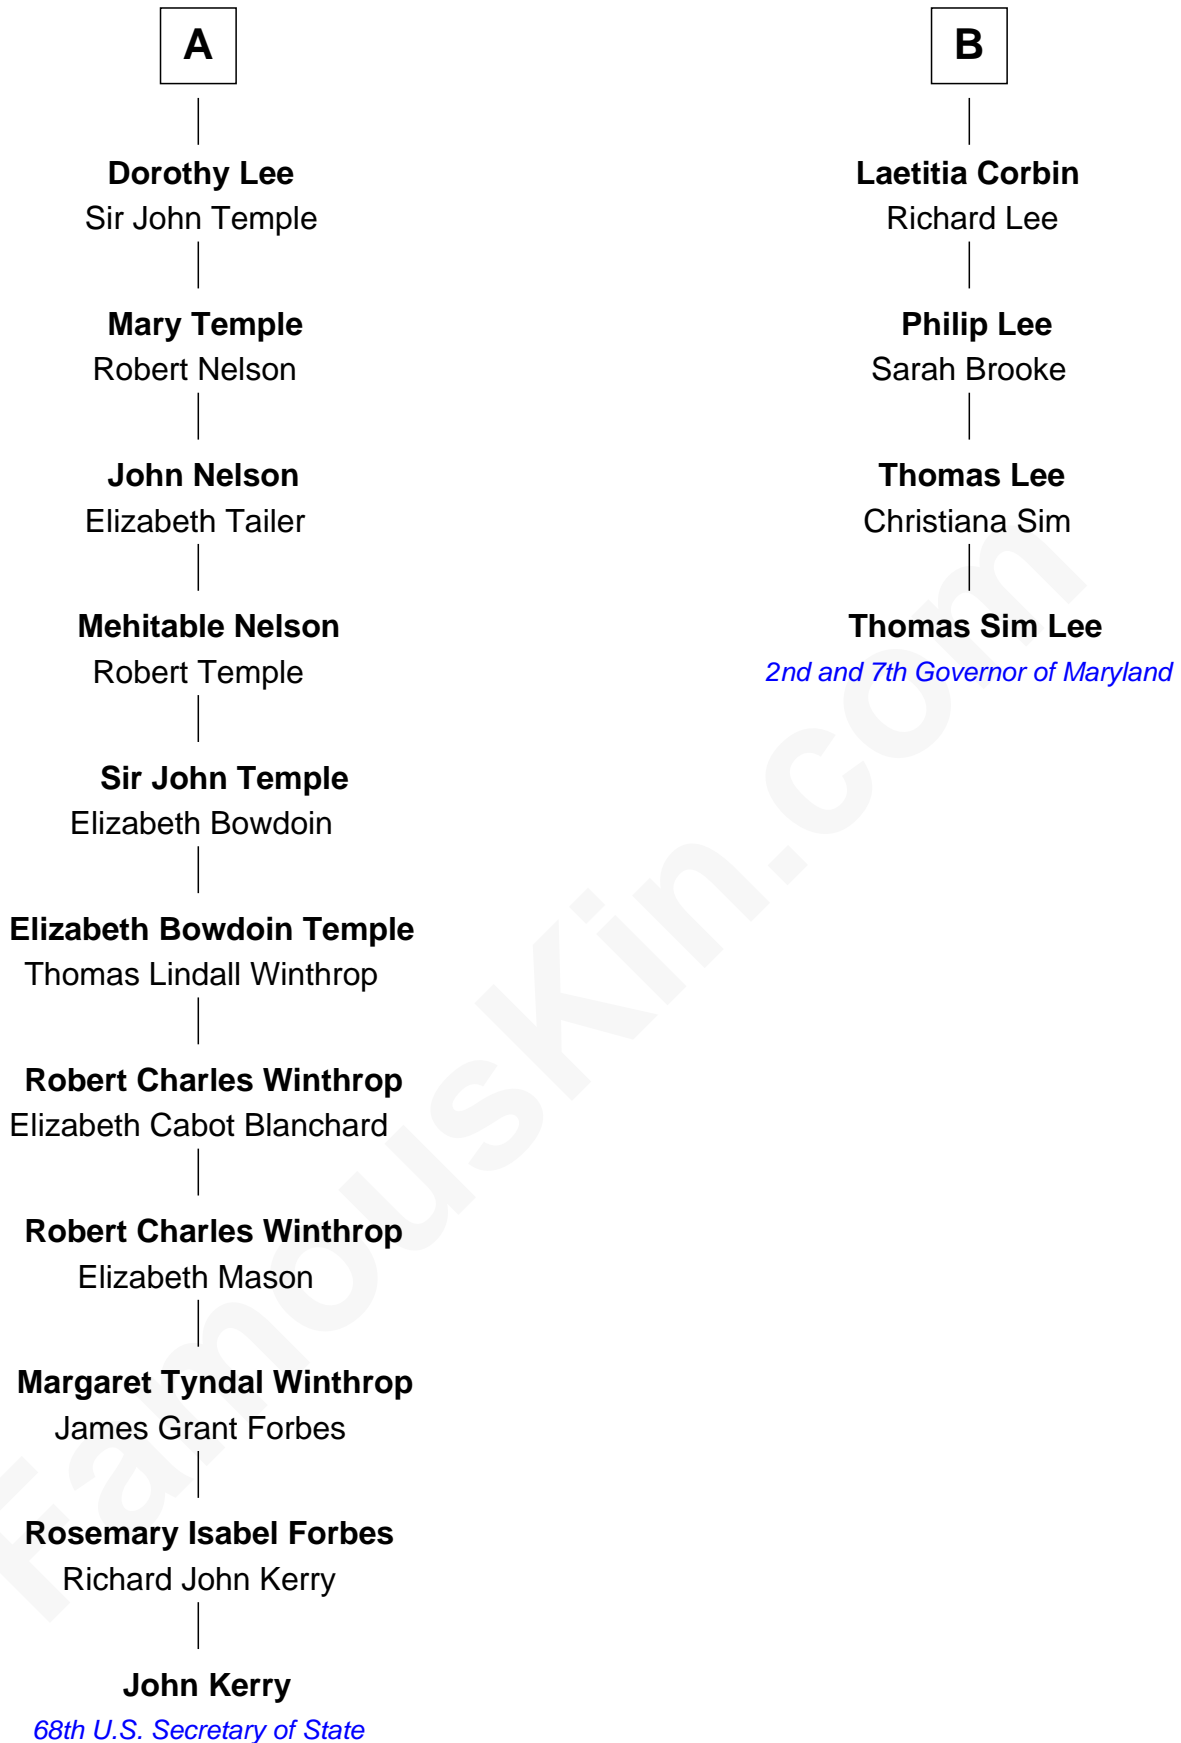 A
Dorothy Lee
Sir John Temple
Mary Temple
Robert Nelson
John Nelson
Elizabeth Tailer
Mehitable Nelson
Robert Temple
Sir John Temple
Elizabeth Bowdoin
Elizabeth Bowdoin Temple
Thomas Lindall Winthrop
Robert Charles Winthrop
Elizabeth Cabot Blanchard
Robert Charles Winthrop
Elizabeth Mason
Margaret Tyndal Winthrop
James Grant Forbes
Rosemary Isabel Forbes
Richard John Kerry
John Kerry
68th U.S. Secretary of State
B
Laetitia Corbin
Richard Lee
Philip Lee
Sarah Brooke
Thomas Lee
Christiana Sim
Thomas Sim Lee
2nd and 7th Governor of Maryland
FamousKin.com